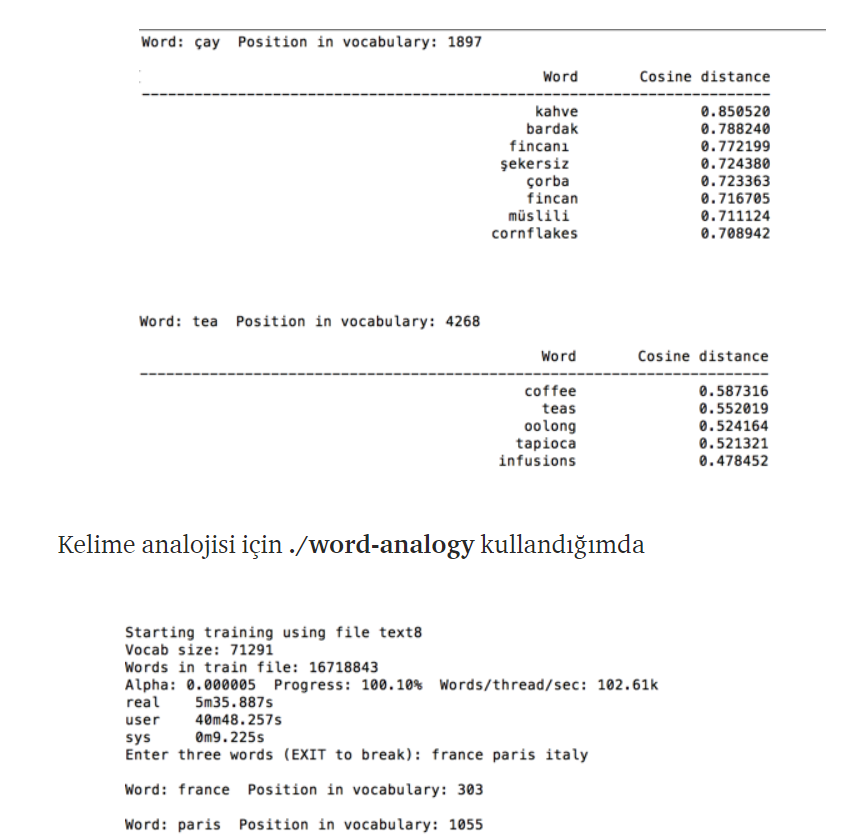 Word: çay  Position in vocabulary: 1897
Word  Cosine distance
------------------------------------------------------------------------
kahve  0.850520
bardak  0.788240
fincanı  0.772199
şekersiz  0.724380
çorba  0.723363
fincan  0.716705
müslili  0.711124
cornflakes  0.708942
Word: tea  Position in vocabulary: 4268
Word  Cosine distance
------------------------------------------------------------------------
coffee  0.587316
teas  0.552019
oolong  0.524164
tapioca  0.521321
infusions  0.478452
Kelime analojisi için ./word-analogy kullandığımda
Starting training using file text8
Vocab size: 71291
Words in train file: 16718843
Alpha: 0.000005  Progress: 100.10%  Words/thread/sec: 102.61k
real  5m35.887s
user  40m48.257s
sys  0m9.225s
Enter three words (EXIT to break): france paris italy
Word: france  Position in vocabulary: 303
Word: paris  Position in vocabulary: 1055